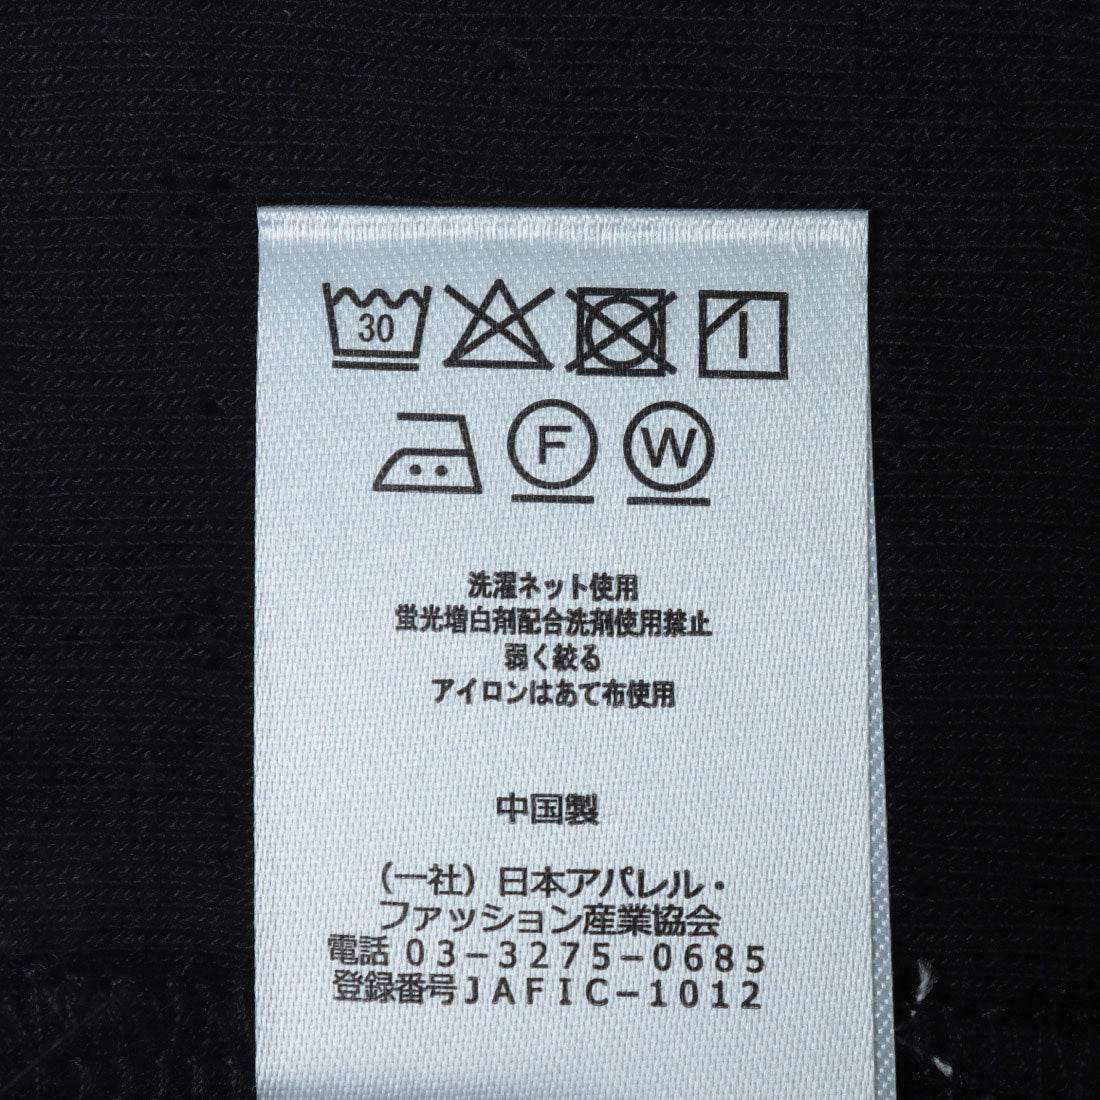 30
F W
洗濯ネット使用
蛍光増白剤配合洗剤使用禁止
弱く絞る
アイロンはあて布使用
中国製
（一社）日本アパレル・
ファッション産業協会
電話 03-3275-0685
登録番号JAFIC-1012